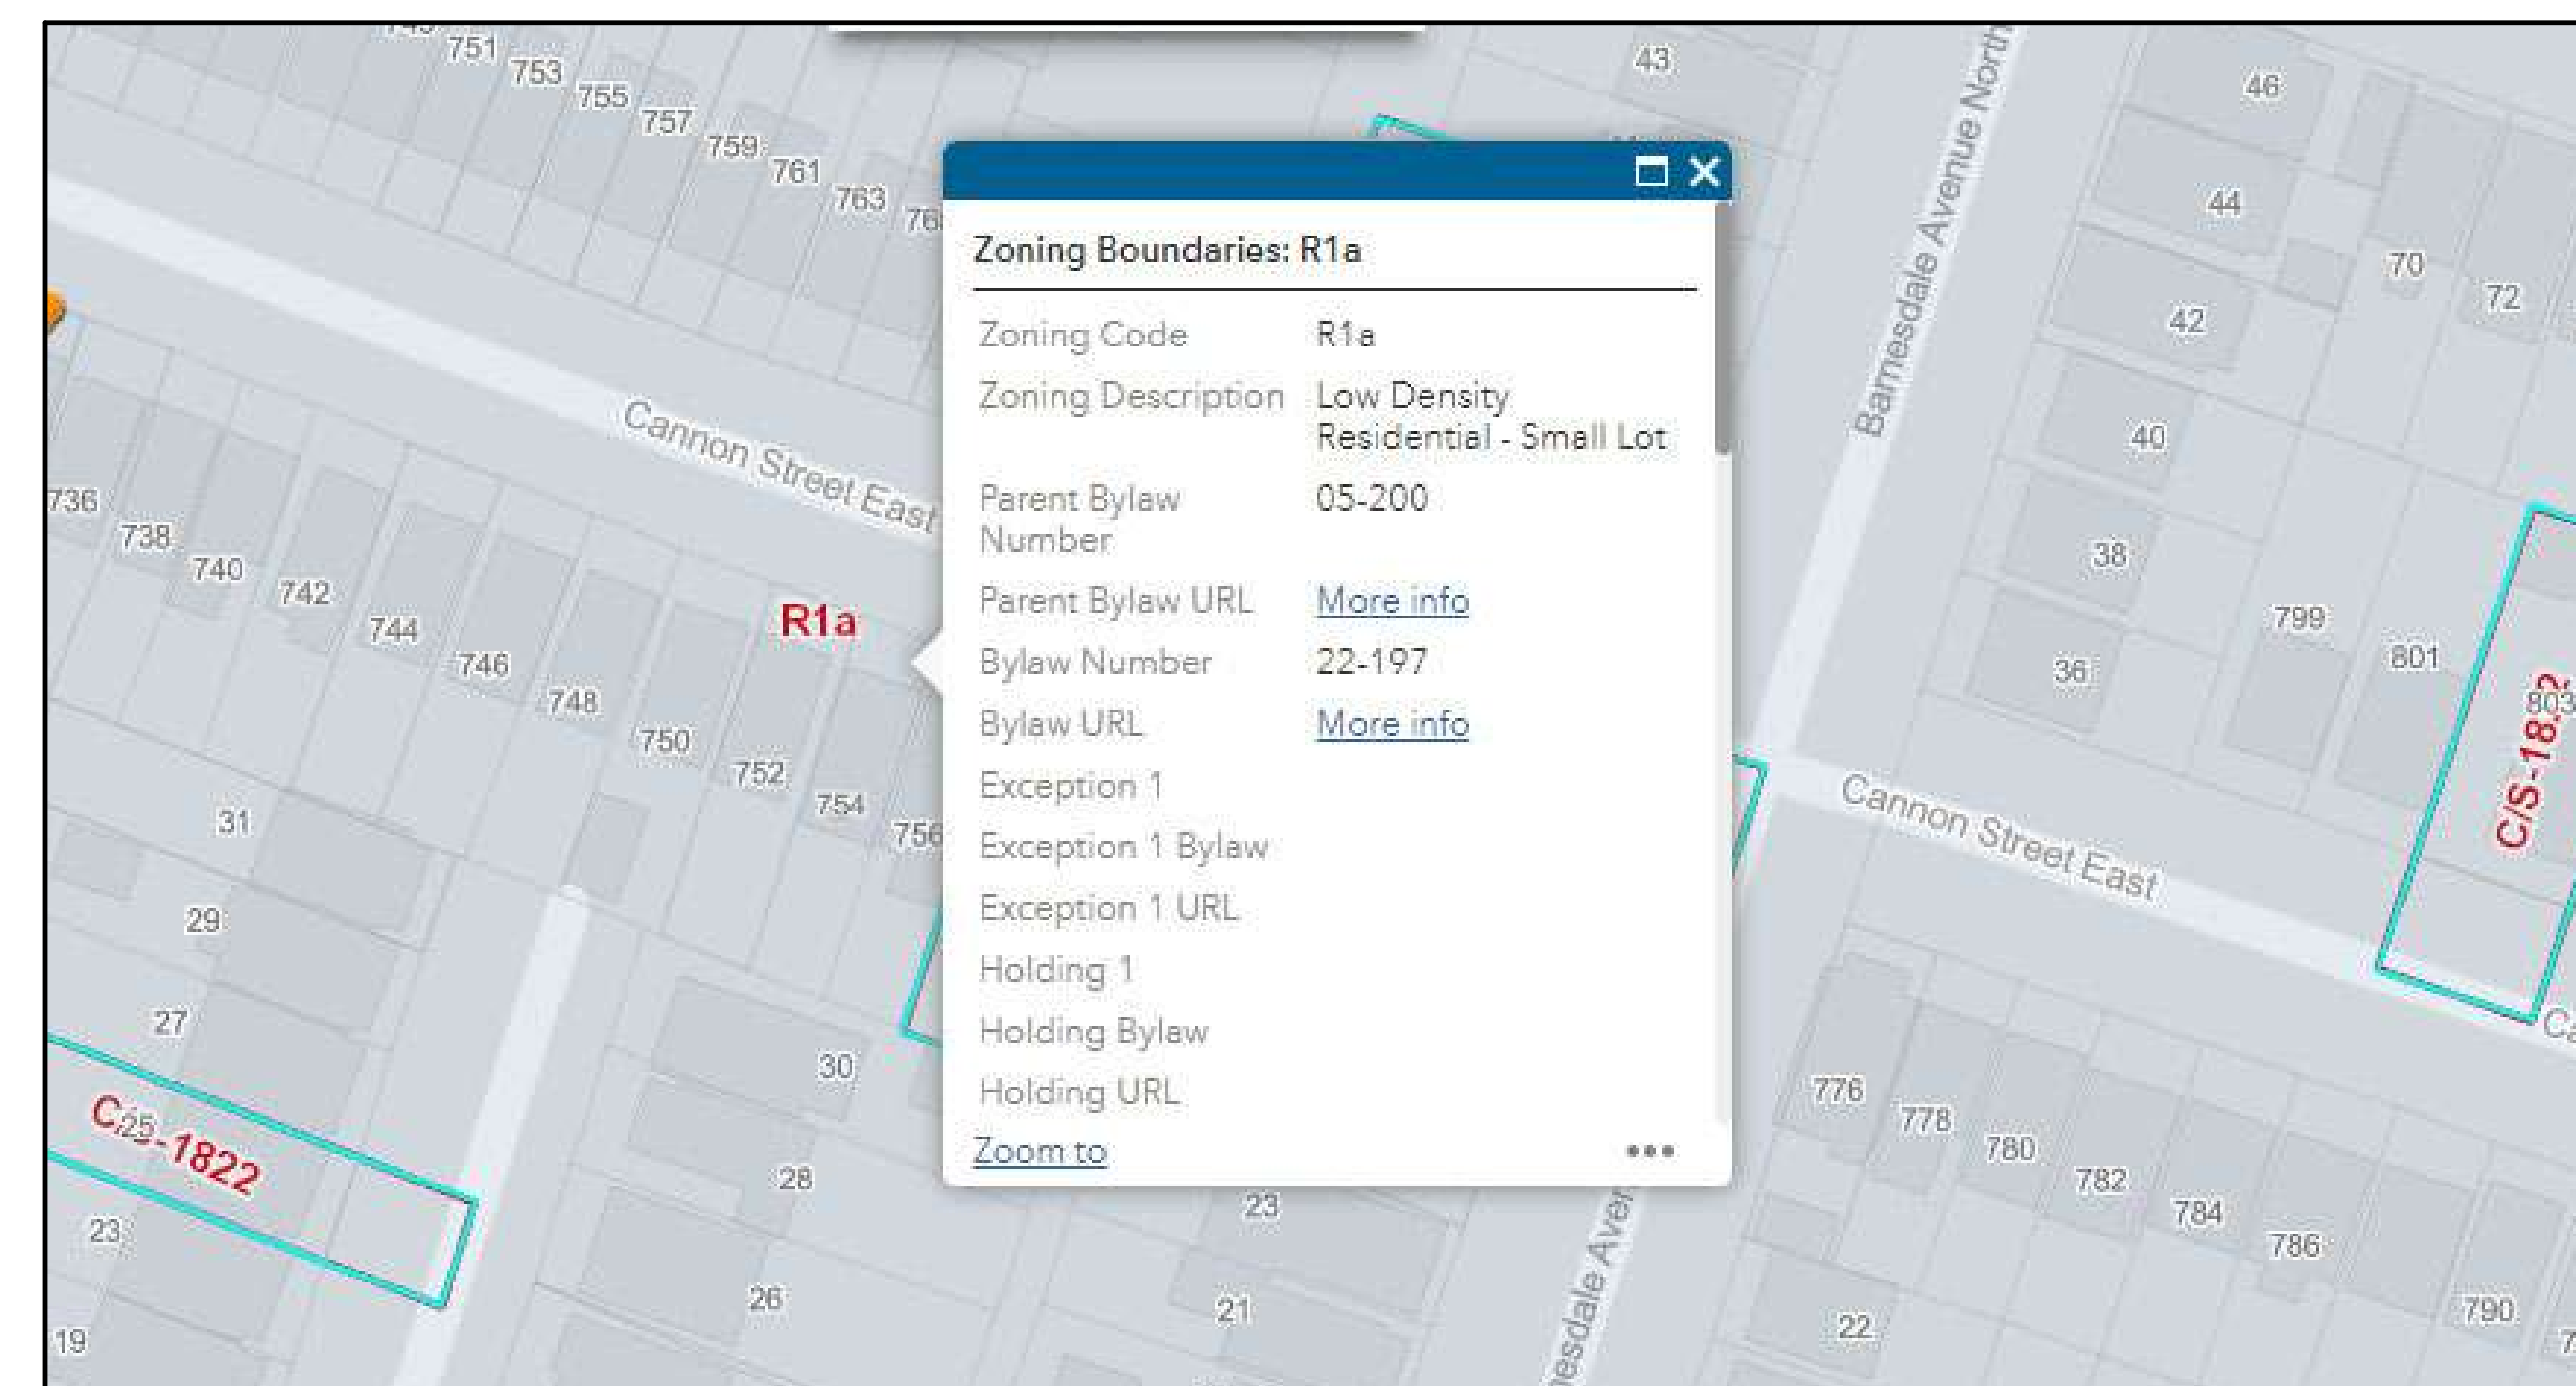 751
753
755
757
759
761
763
43
46
44
42
40
38
36
70
72
799
801
803
Barnesdale Avenue North
Cannon Street East
736
738
740
742
744
746
748
750
752
754
756
R1a
Zoning Boundaries: R1a
Zoning Code R1a
Zoning Description Low Density
Residential - Small Lot
Parent Bylaw 05-200
Number
Parent Bylaw URL More info
Bylaw Number 22-197
Bylaw URL More info
Exception 1
Exception 1 Bylaw
Exception 1 URL
Holding 1
Holding Bylaw
Holding URL
Zoom to
Cannon Street East
31
29
27
25
C/S-1822
23
19
30
28
26
23
21
776
778
780
782
784
786
790
22